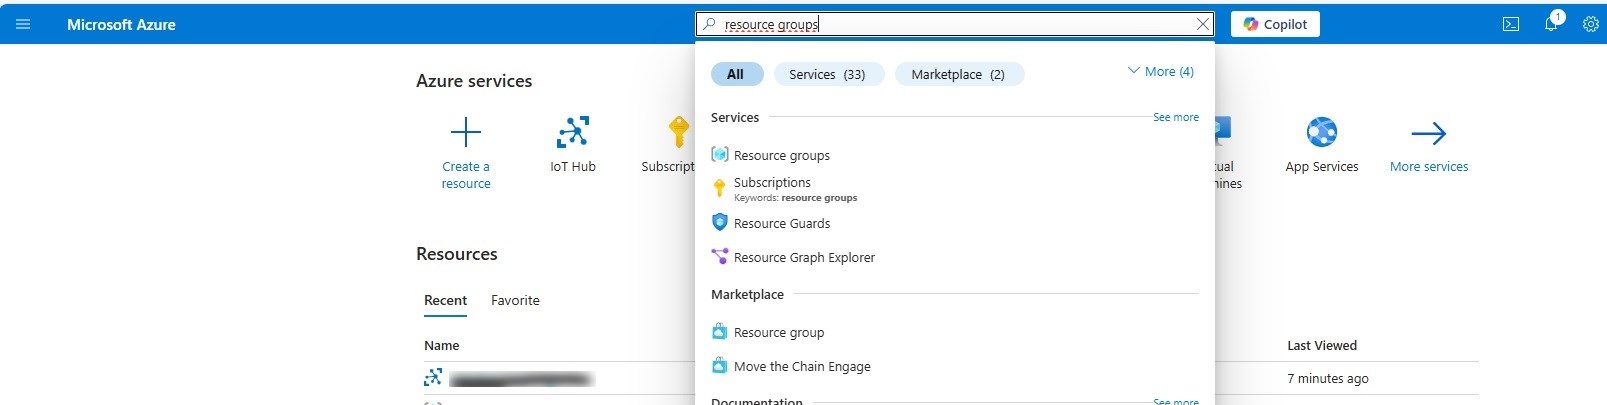 Microsoft Azure
resource groups
Copilot
1
All
Services (33)
Marketplace (2)
More (4)
Azure services
Create a
resource
IoT Hub
Subscript
Services
See more
Resource groups
Subscriptions
Keywords: resource groups
Resource Guards
Resource Graph Explorer
Marketplace
Resource group
Move the Chain Engage
Documentation
See more
ual
ines
App Services
More services
Resources
Recent
Favorite
Name
Last Viewed
7 minutes ago